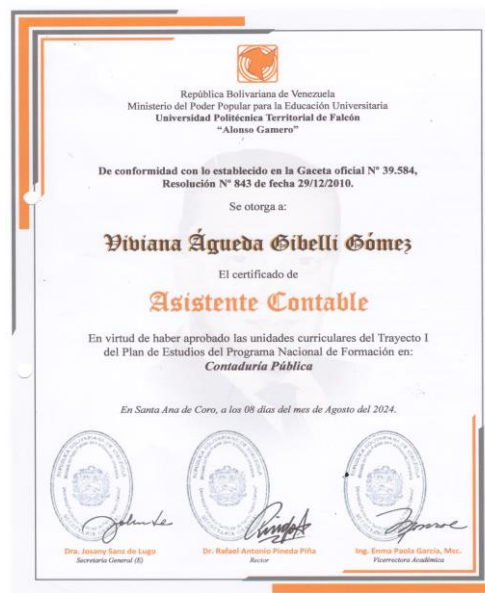 República Bolivariana de Venezuela
Ministerio del Poder Popular para la Educación Universitaria
Universidad Politécnica Territorial de Falcón
“Alonso Gamero”
De conformidad con lo establecido en la Gaceta oficial Nº 39.584,
Resolución Nº 843 de fecha 29/12/2010.
Se otorga a:
Viviana Águeda Gibelli Gómez
El certificado de
Asistente Contable
En virtud de haber aprobado las unidades curriculares del Trayecto I
del Plan de Estudios del Programa Nacional de Formación en:
Contaduría Pública
En Santa Ana de Coro, a los 08 días del mes de Agosto del 2024.
Dra. Josany Sanz de Lugo
Secretaria General (E)
Dr. Rafael Antonio Pineda Piña
Rector
Ing. Enma Paola García, Msc.
Vicerrectora Académica